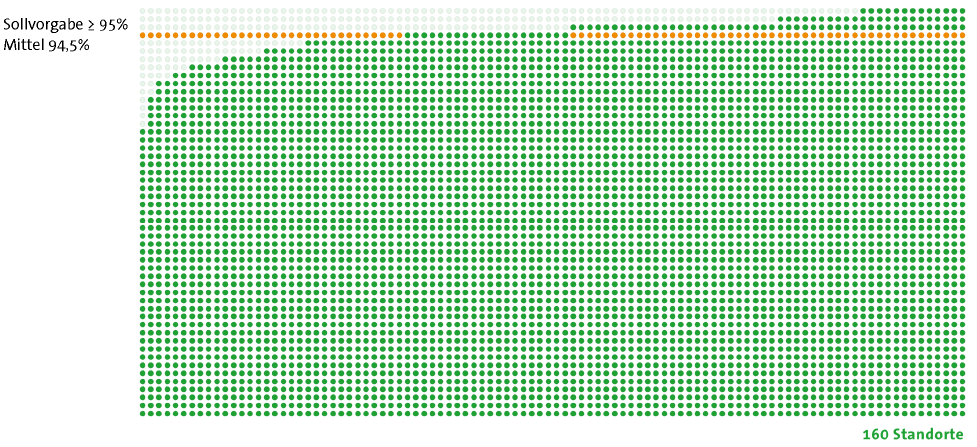 Sollvorgabe ≥ 95%
Mittel 94,5%
160 Standorte